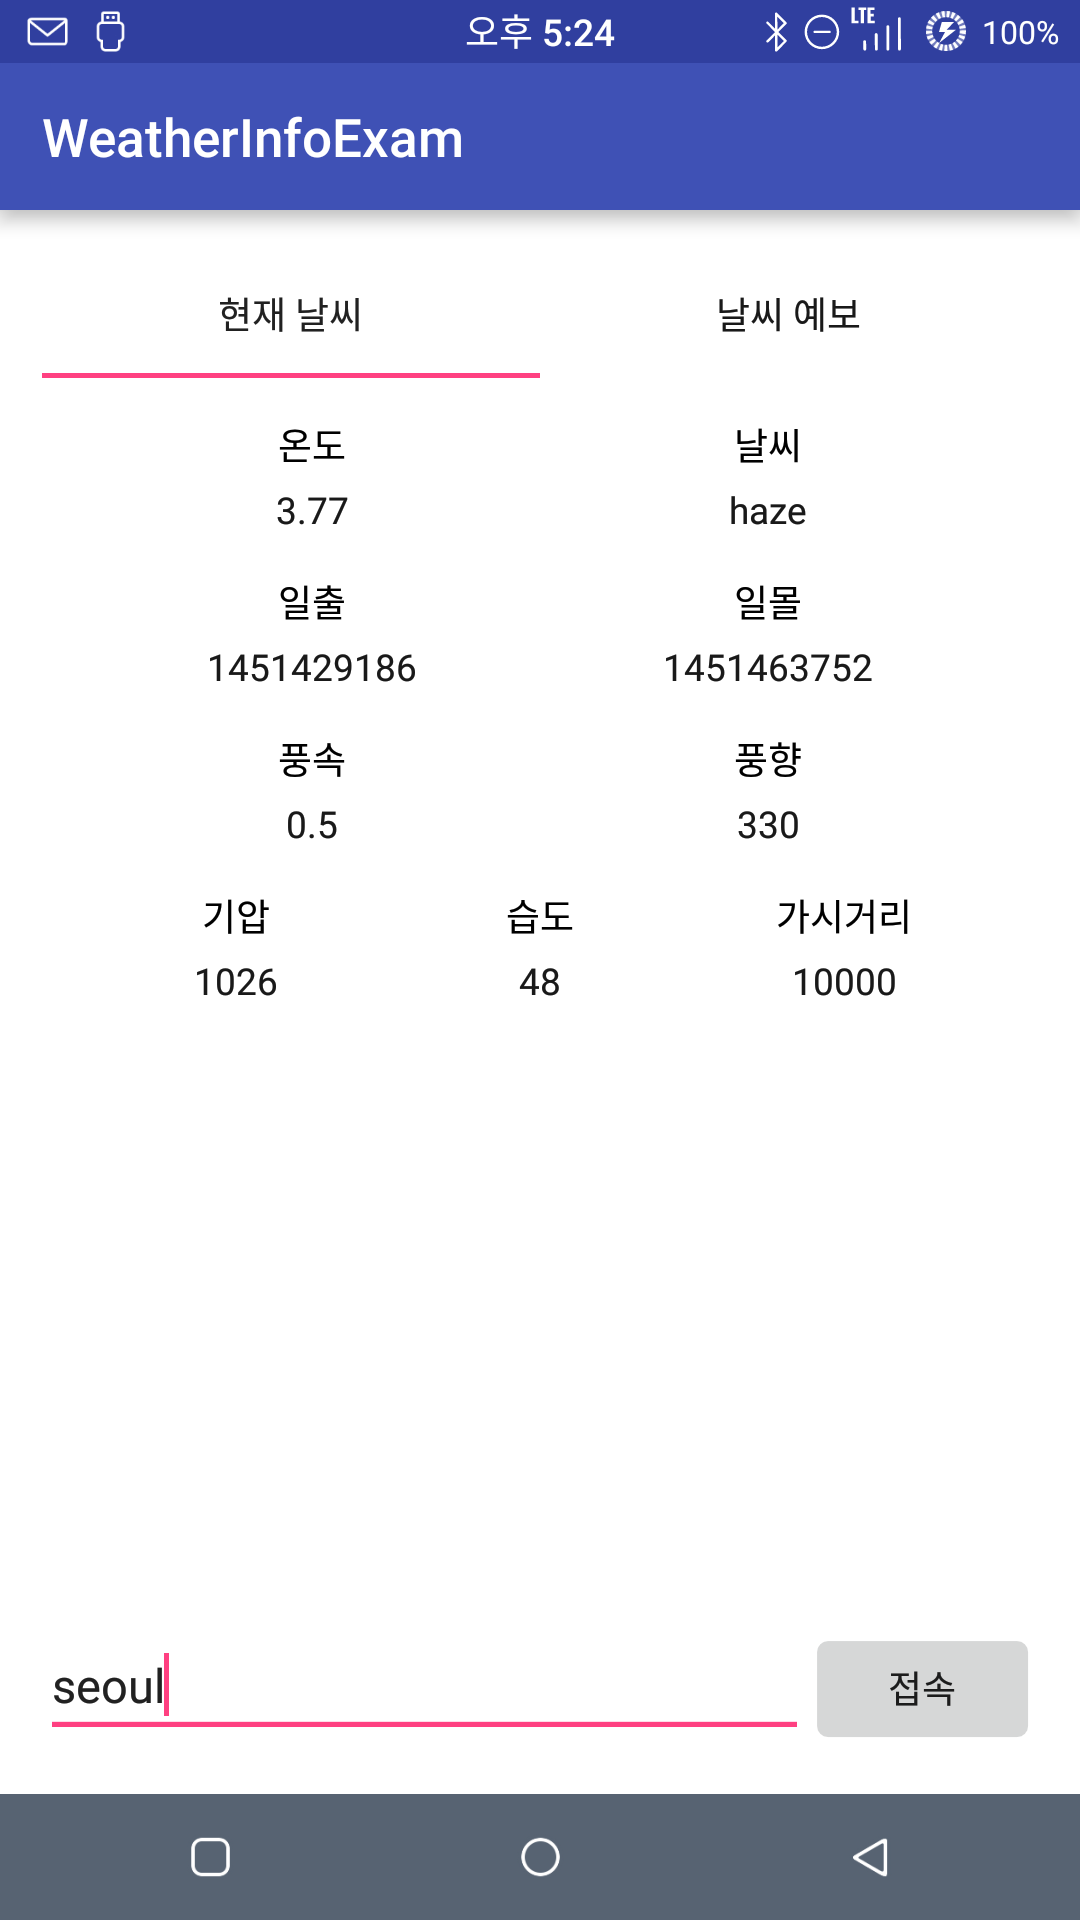 오후 5:24 LTE 100%
WeatherInfoExam
현재 날씨 날씨 예보
온도 날씨
3.77 haze
일출 일몰
1451429186 1451463752
풍속 풍향
0.5 330
기압 습도 가시거리
1026 48 10000
seoul 접속